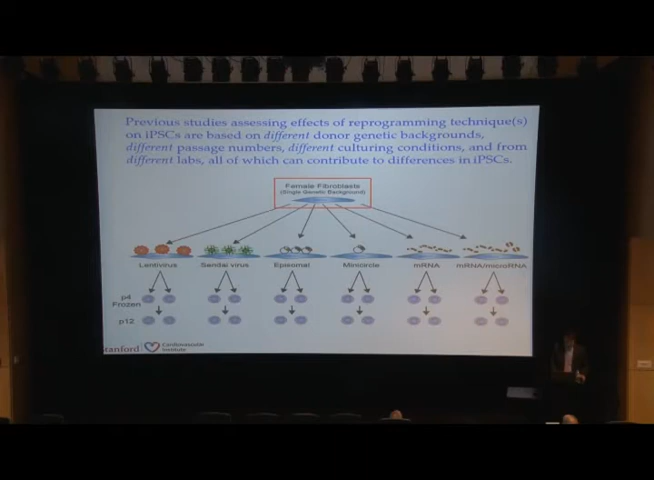 Previous studies assessing effects of reprogramming technique(s)
on iPSCs are based on different donor genetic backgrounds,
different passage numbers, different culturing conditions, and from
different labs, all of which can contribute to differences in iPSCs.
Female Fibroblasts
(Single Genetic Background)
Lentivirus Sendai virus Episomal Minicircle mRNA mRNA/microRNA
p4
Frozen
p12
tanford Cardiovascular
Institute